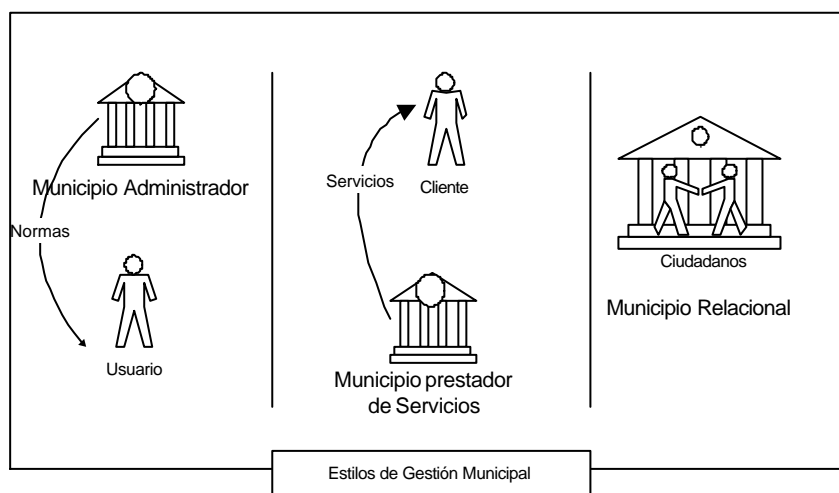 Municipio Administrador
Normas
Usuario
Cliente
Servicios
Municipio prestador
de Servicios
Ciudadanos
Municipio Relacional
Estilos de Gestión Municipal